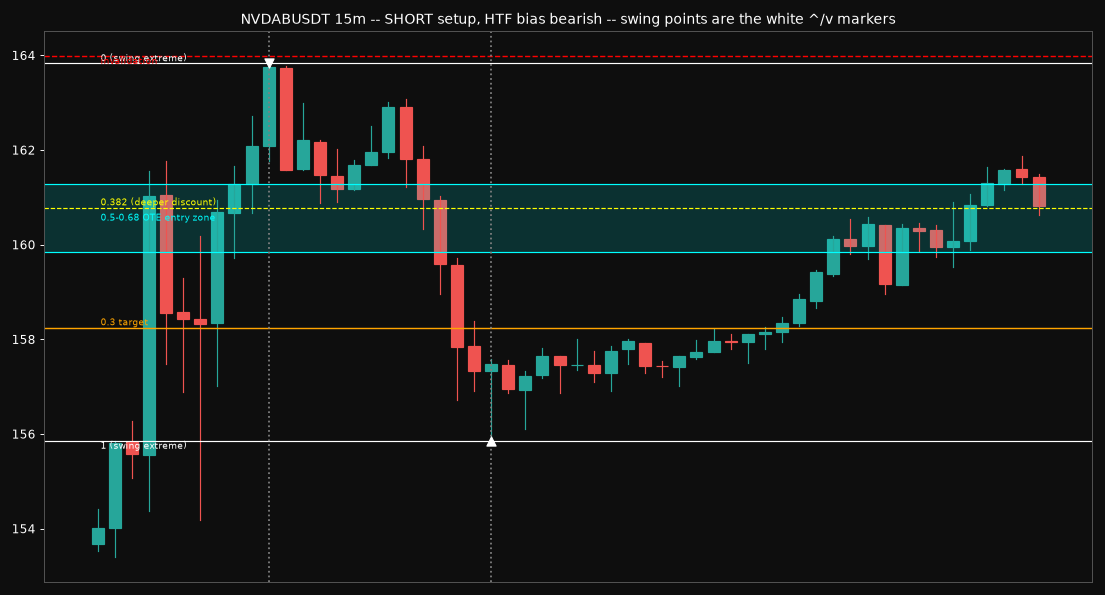 NVDABUSDT 15m -- SHORT setup, HTF bias bearish -- swing points are the white ^/v markers
164
0 (swing extreme)
162
0.382 (deeper discount)
0.5-0.68 OTE entry zone
160
0.3 target
158
156
1 (swing extreme)
154